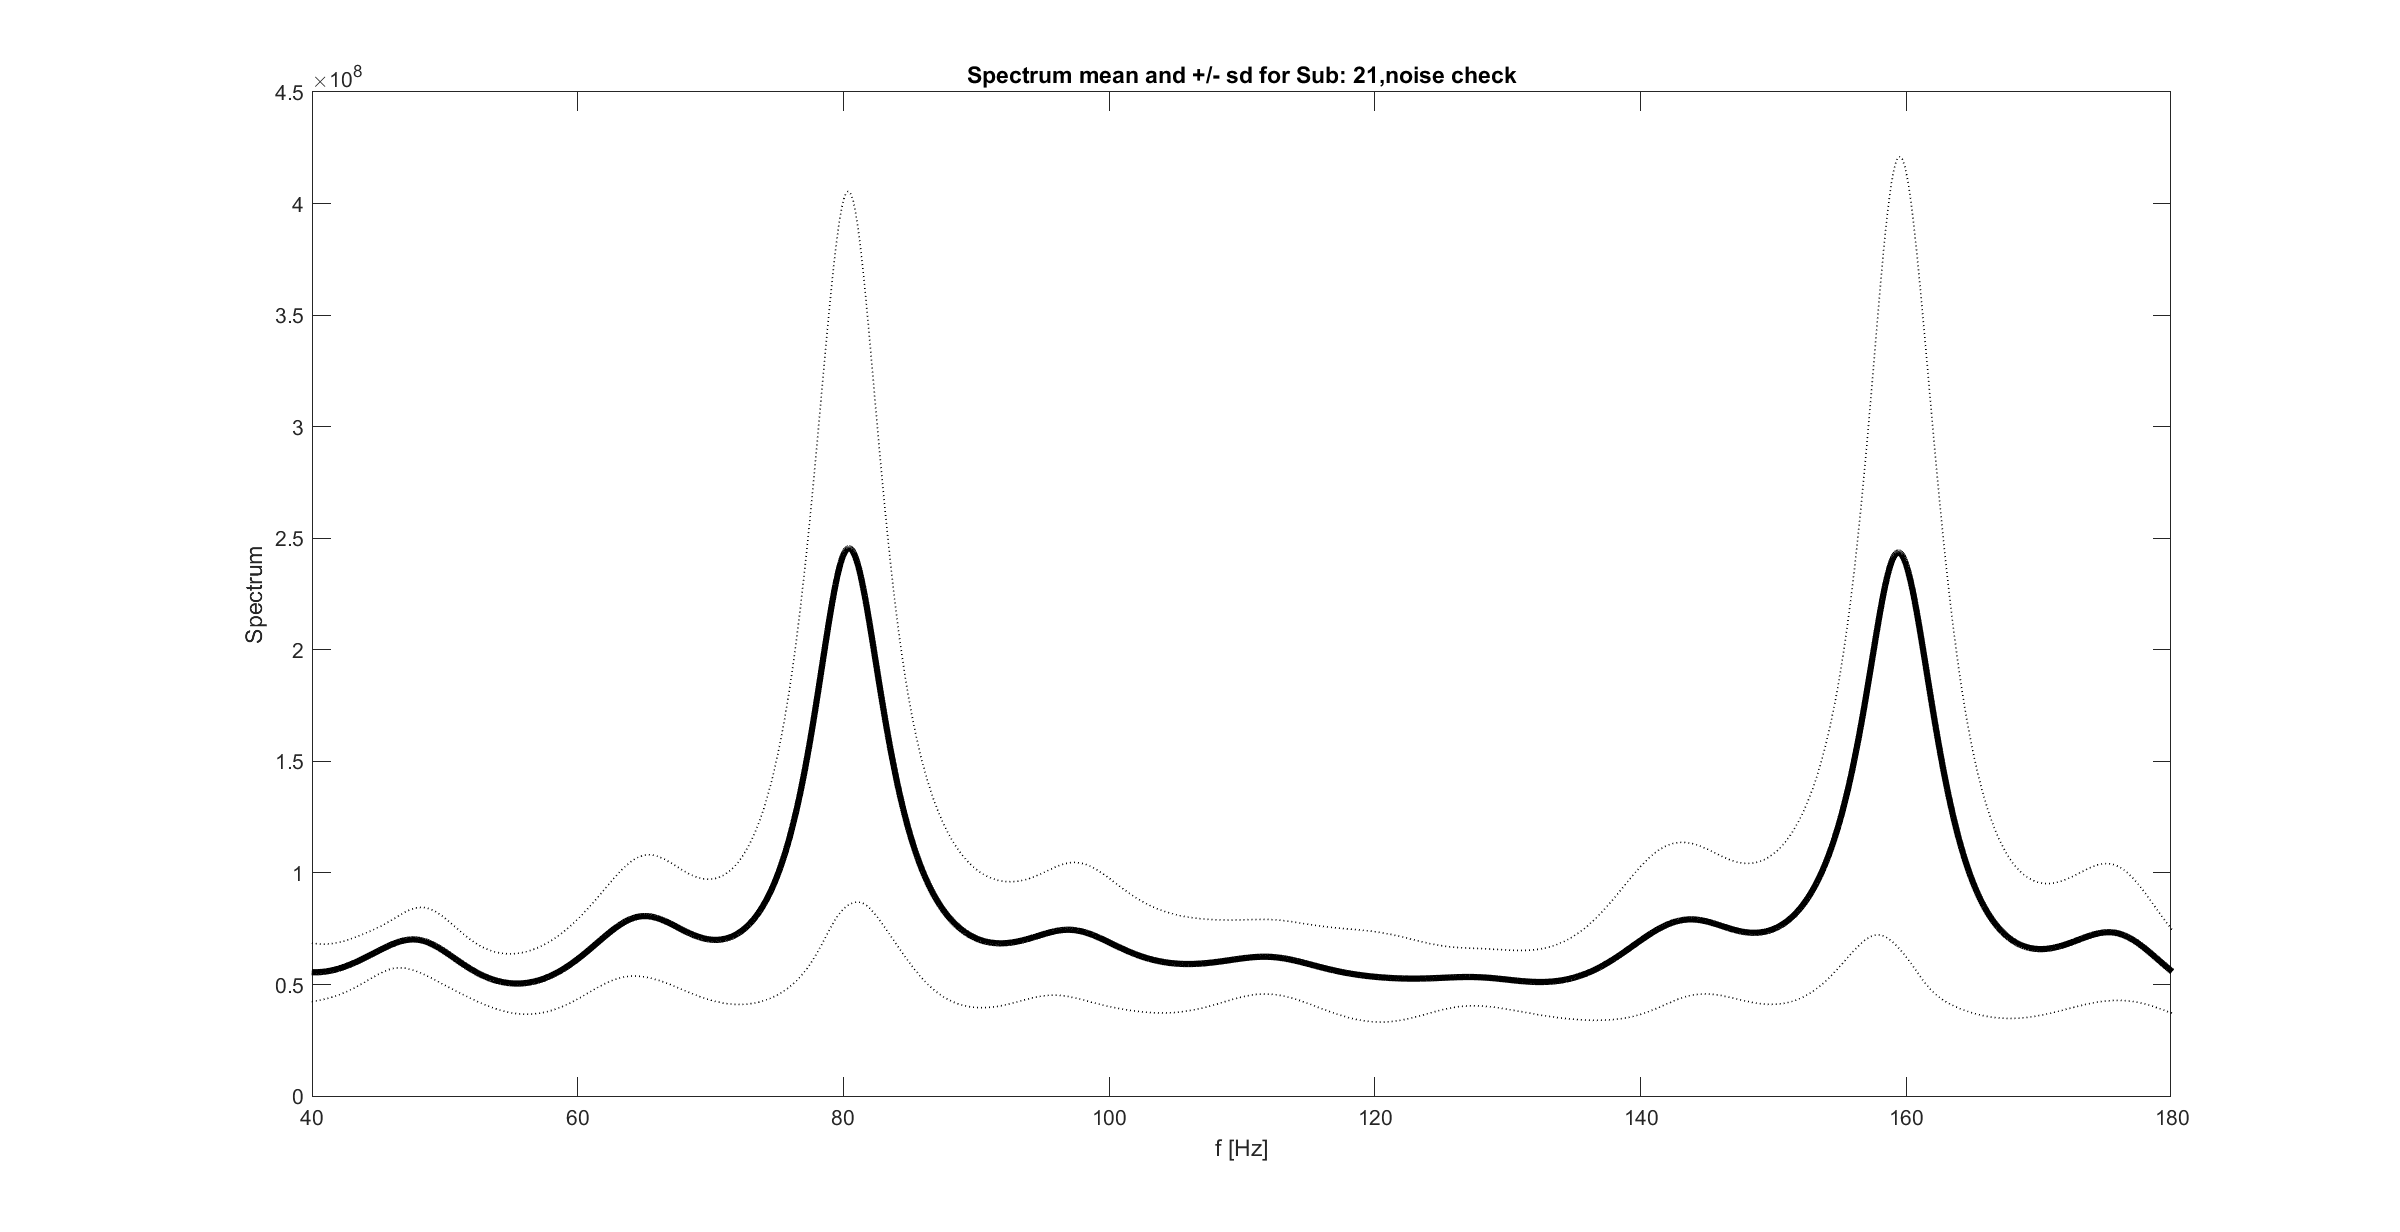 Spectrum mean and +/- sd for Sub: 21,noise check
×10^8
4.5
4
3.5
3
2.5
2
1.5
1
0.5
0
Spectrum
40 60 80 100 120 140 160 180
f [Hz]